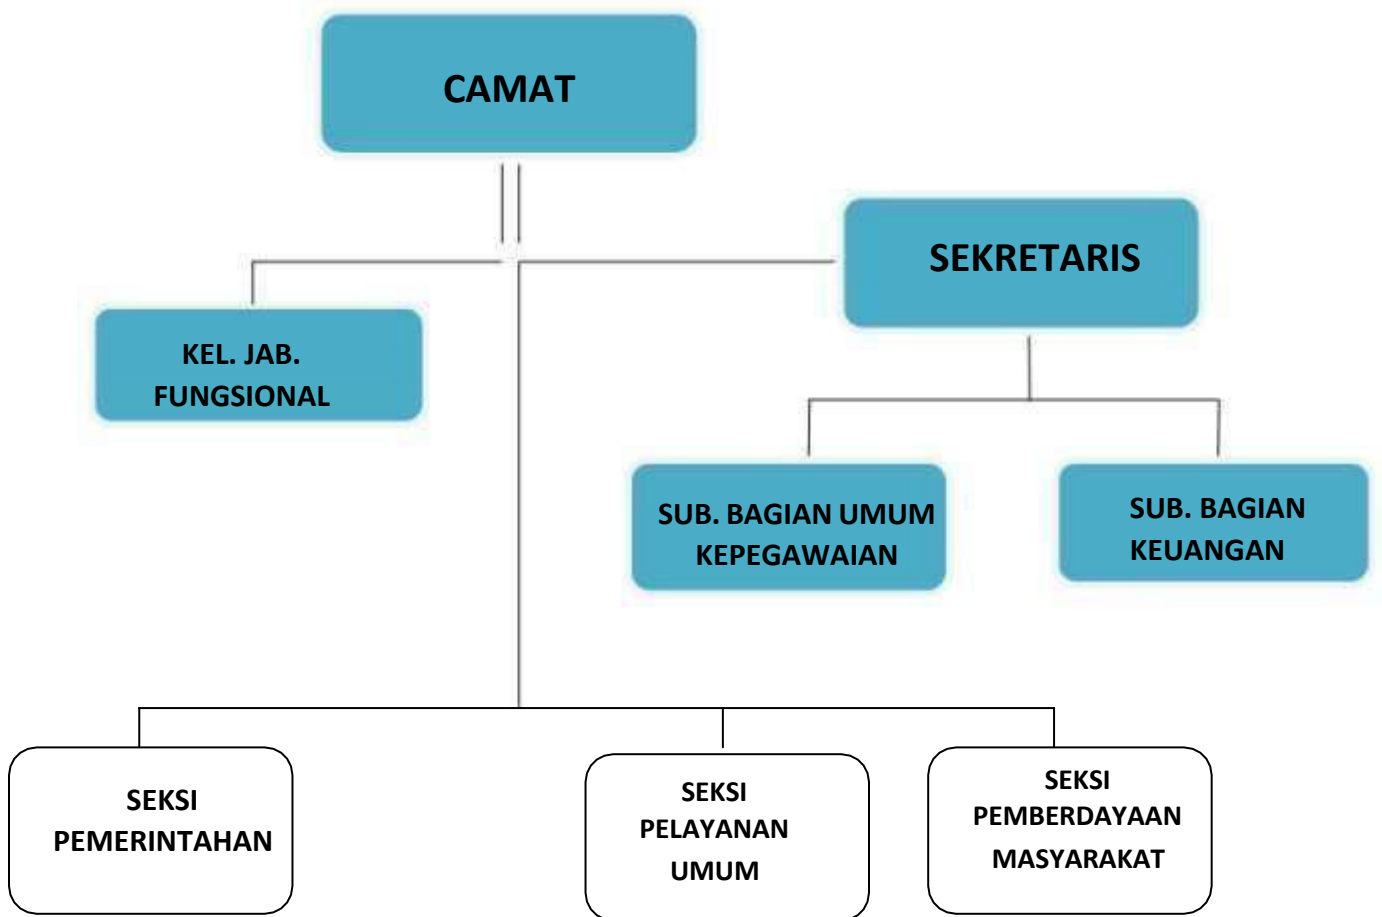 CAMAT
SEKRETARIS
KEL. JAB.
FUNGSIONAL
SUB. BAGIAN UMUM
KEPEGAWAIAN
SUB. BAGIAN
KEUANGAN
SEKSI
PEMERINTAHAN
SEKSI
PELAYANAN
UMUM
SEKSI
PEMBERDAYAAN
MASYARAKAT